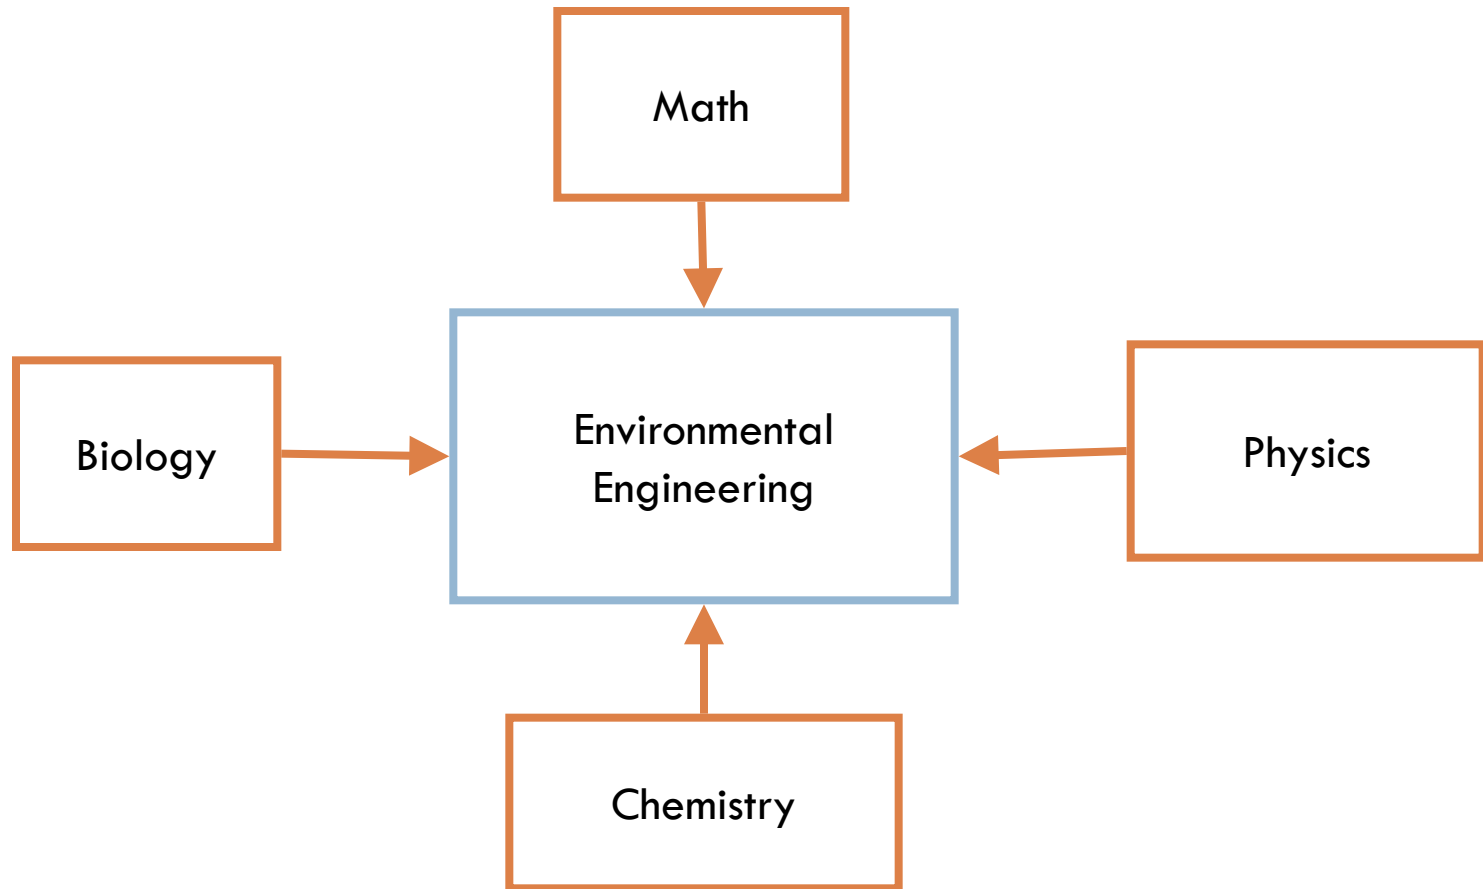 Math
Biology
Environmental
Engineering
Physics
Chemistry